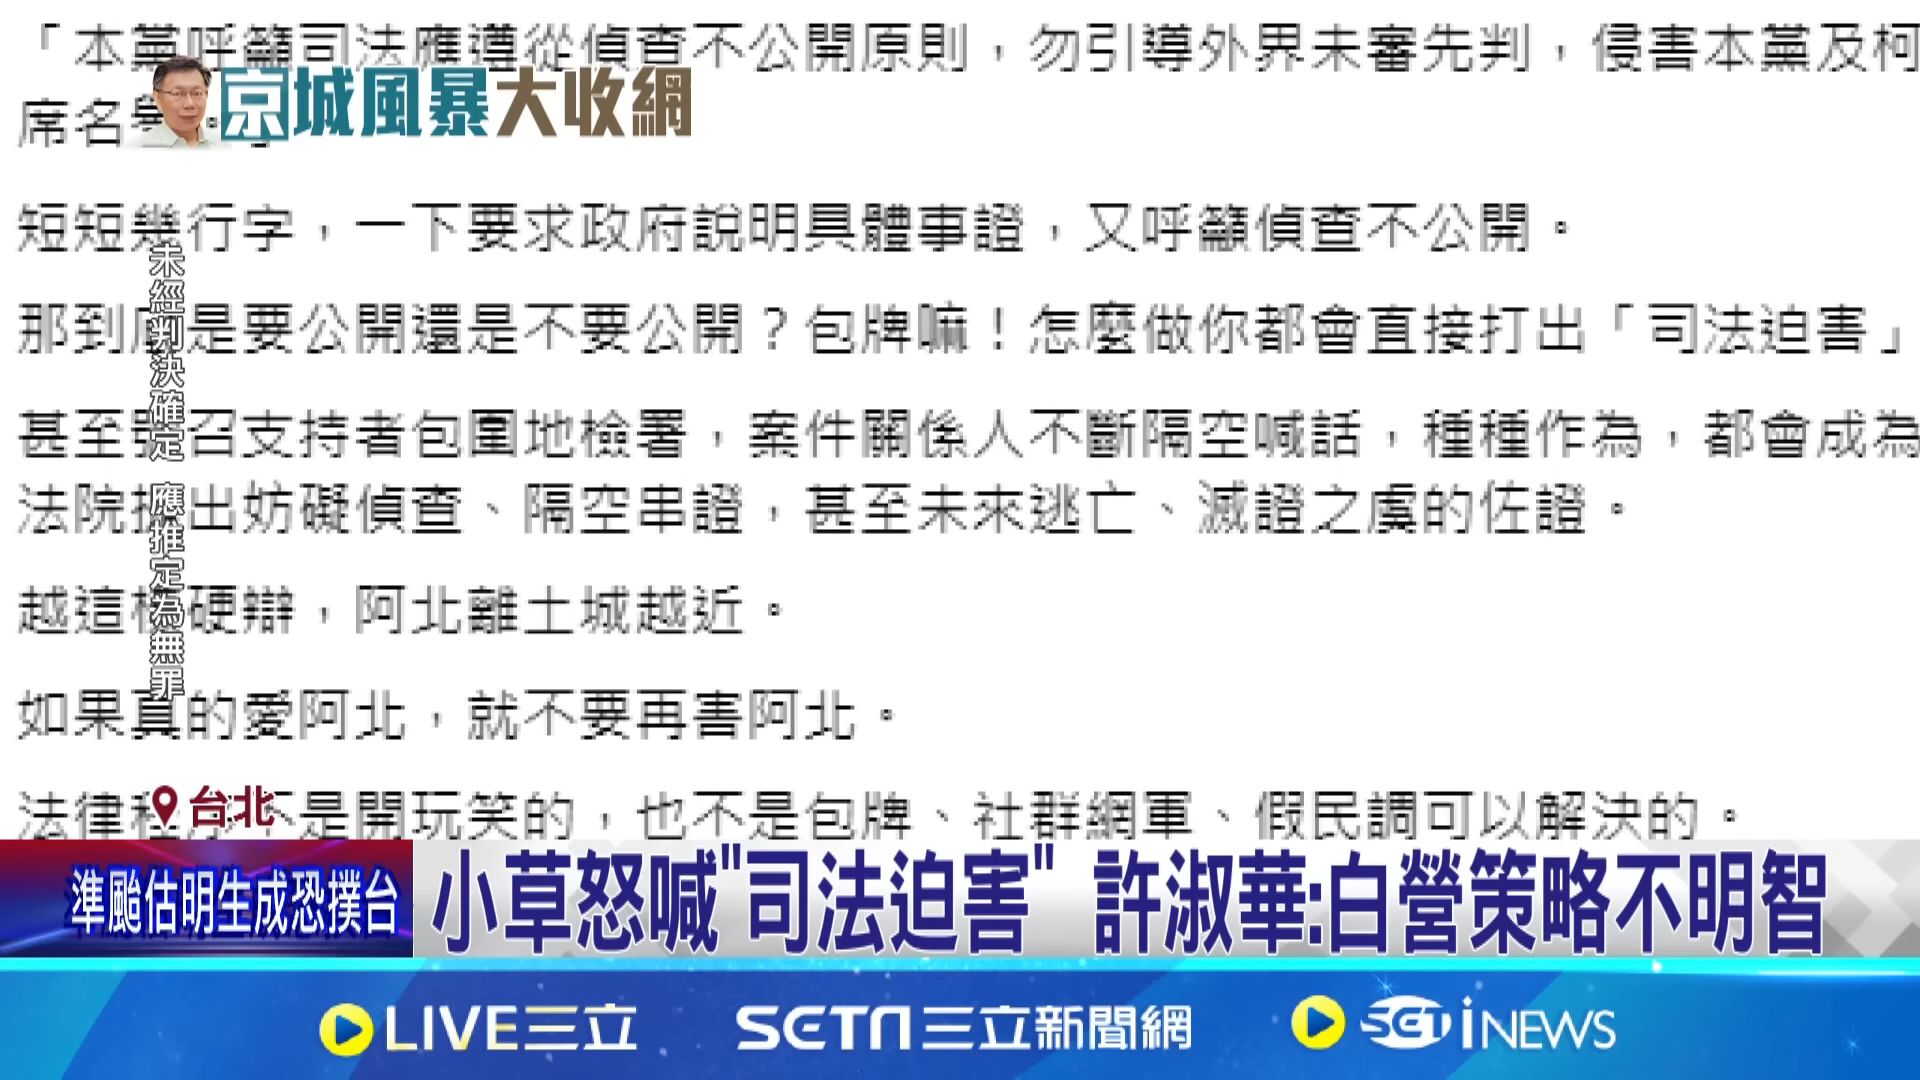 「本黨呼籲司法應遵從偵查不公開原則，勿引導外界未審先判，侵害本黨及柯
席名
京城風暴大收網
短短幾行字，一下要求政府說明具體事證，又呼籲偵查不公開。
那到底是要公開還是不要公開？包牌嘛！怎麼做你都會直接打出「司法迫害」
甚至號召支持者包圍地檢署，案件關係人不斷隔空喊話，種種作為，都會成為
法院 出妨礙偵查、隔空串證，甚至未來逃亡、滅證之虞的佐證。
越這樣硬辯，阿北離土城越近。
如果真的愛阿北，就不要再害阿北。
法律程序不是開玩笑的，也不是包牌、社群網軍、假民調可以解決的。
未經判決確定 應推定為無罪
台北
準颱估明生成恐撲台
小草怒喊"司法迫害" 許淑華:白營策略不明智
LIVE三立
SETN三立新聞網
SET iNEWS